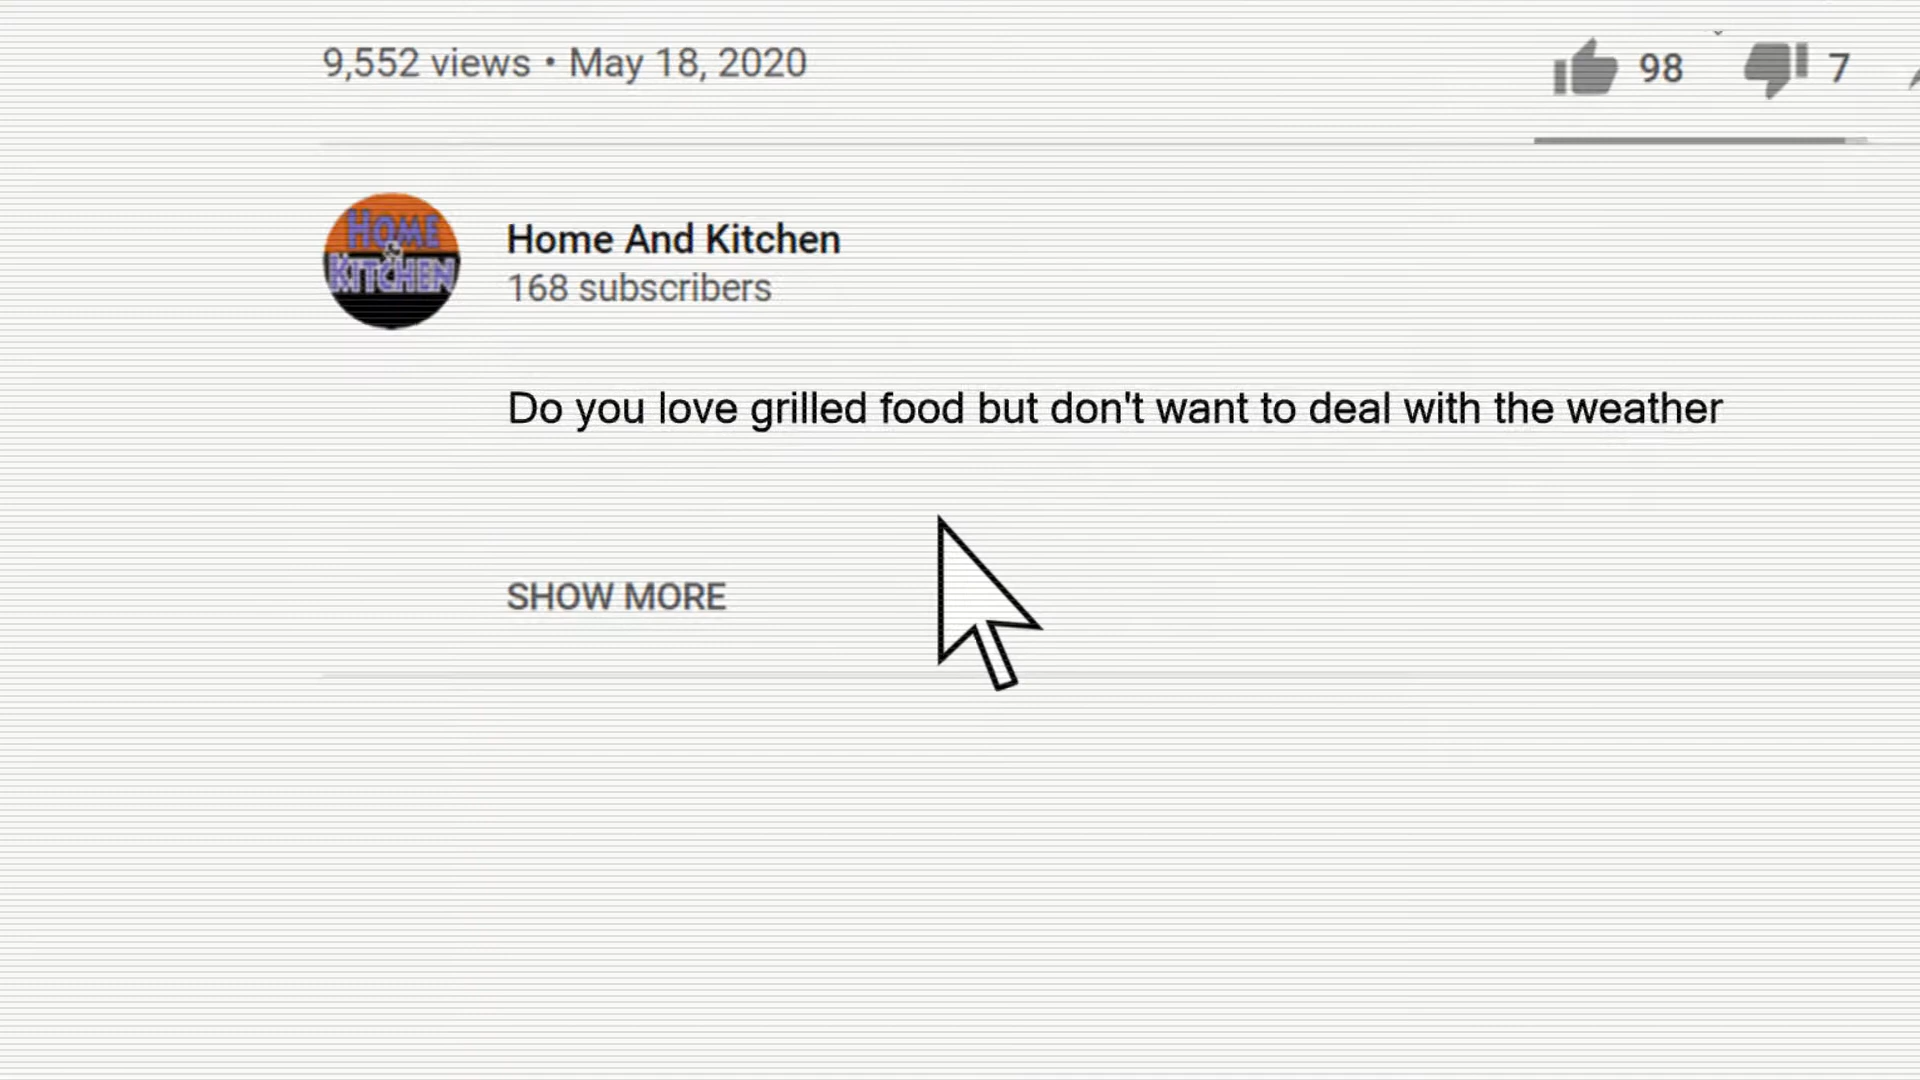 9,552 views • May 18, 2020
98
7
HOME
&
KITCHEN
Home And Kitchen
168 subscribers
Do you love grilled food but don't want to deal with the weather
SHOW MORE